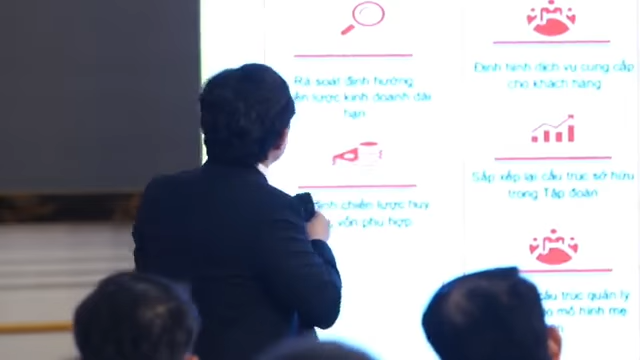 Rà soát định hướng
lược kinh doanh dài
hạn
định chiến lược huy
vốn phù hợp
Định hình dịch vụ cung cấp
cho khách hàng
Sắp xếp lại cấu trúc sở hữu
trong Tập đoàn
cấu trúc quản lý
mô hình mẹ